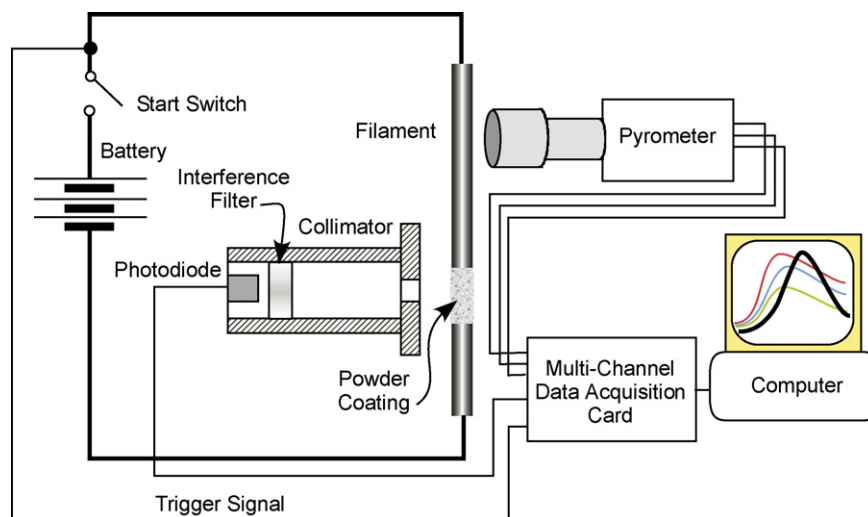 Start Switch
Battery
Filament
Pyrometer
Interference
Filter
Collimator
Photodiode
Powder
Coating
Multi-Channel
Data Acquisition
Card
Computer
Trigger Signal